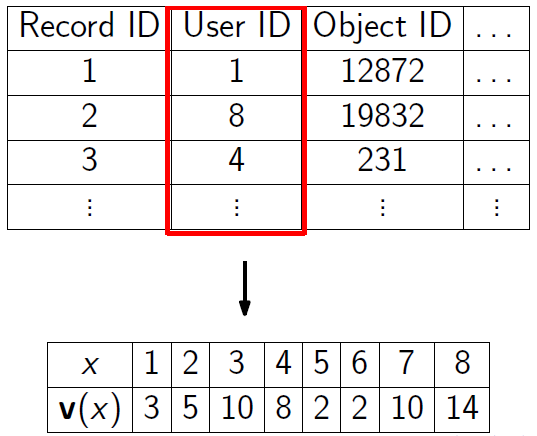 Record ID User ID Object ID ...
1 1 12872 ...
2 8 19832 ...
3 4 231 ...
⋮ ⋮ ⋮ ⋮
x 1 2 3 4 5 6 7 8
v(x) 3 5 10 8 2 2 10 14